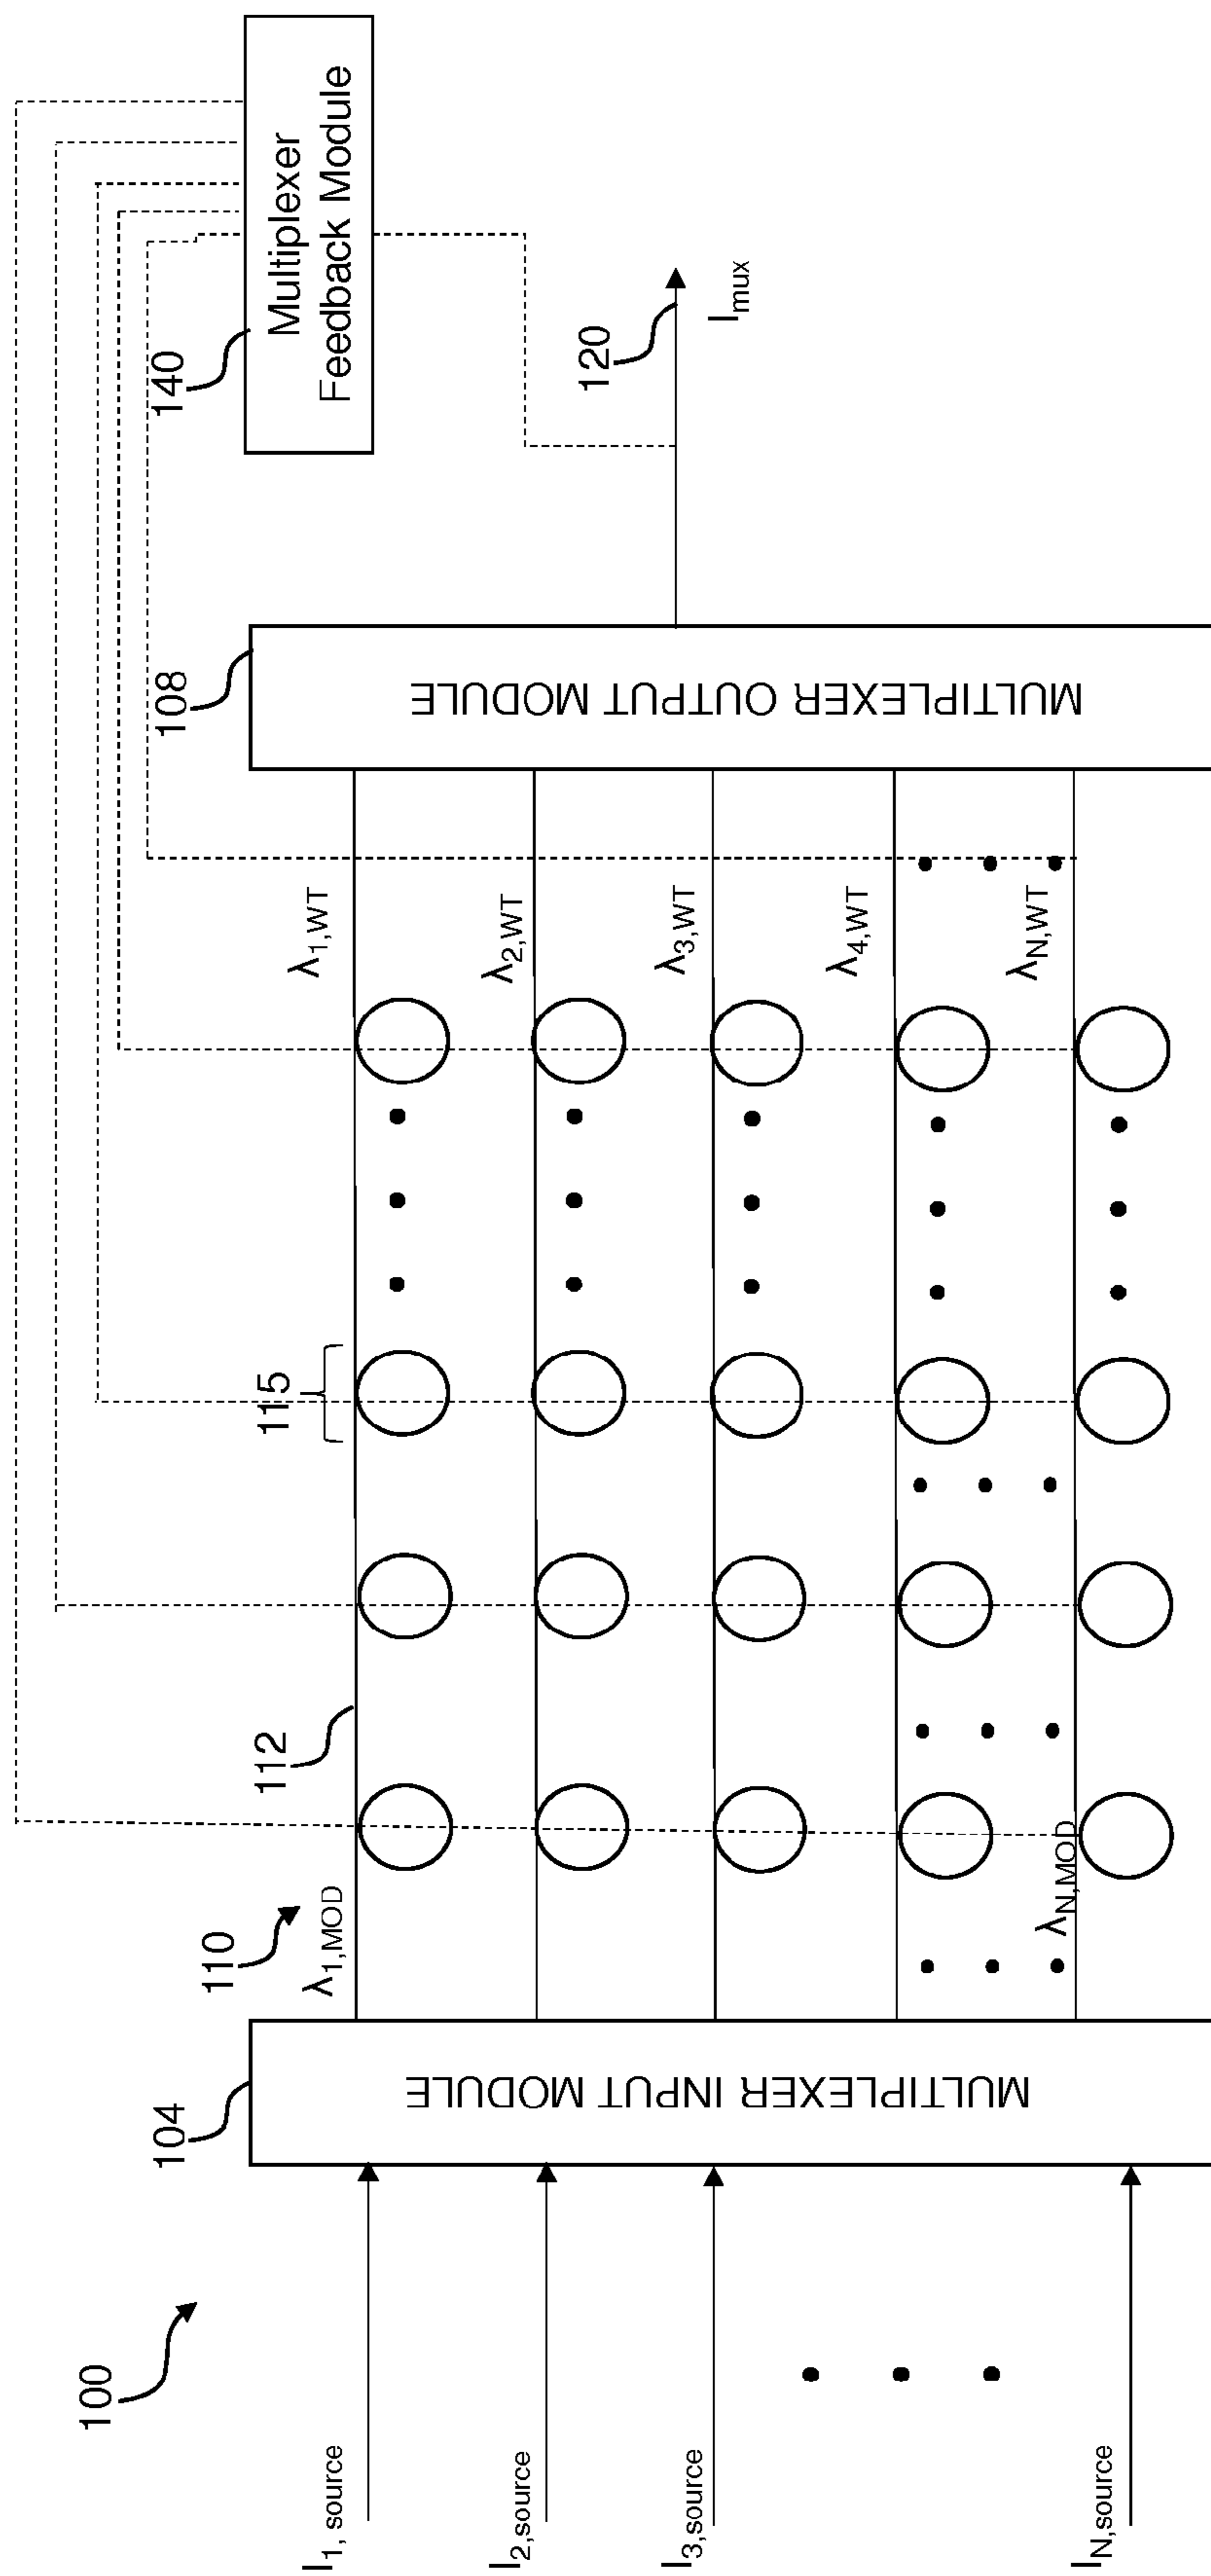 100
I1, source
I2,source
I3,source
IN,source
104
MULTIPLEXER INPUT MODULE
110
λ1,MOD
λN,MOD
112
115
λ1,WT
λ2,WT
λ3,WT
λ4,WT
λN,WT
108
MULTIPLEXER OUTPUT MODULE
120
Imux
140
Multiplexer
Feedback Module